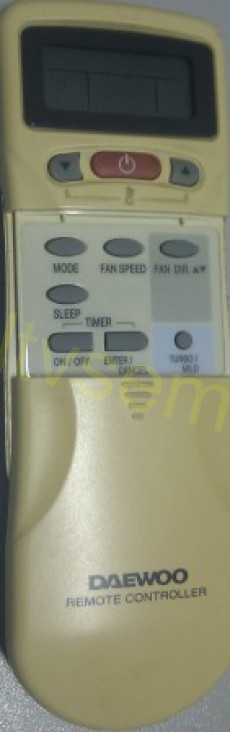 MODE FAN SPEED FAN DIR. ▲▼
SLEEP
TIMER
ON / OFF ENTER / CANCEL TURBO / MILD
DAEWOO
REMOTE CONTROLLER